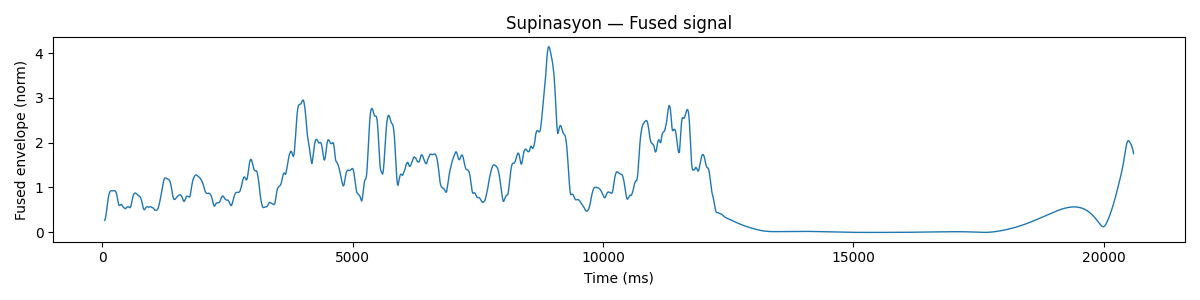 Supinasyon — Fused signal
Fused envelope (norm)
4
3
2
1
0
0 5000 10000 15000 20000
Time (ms)